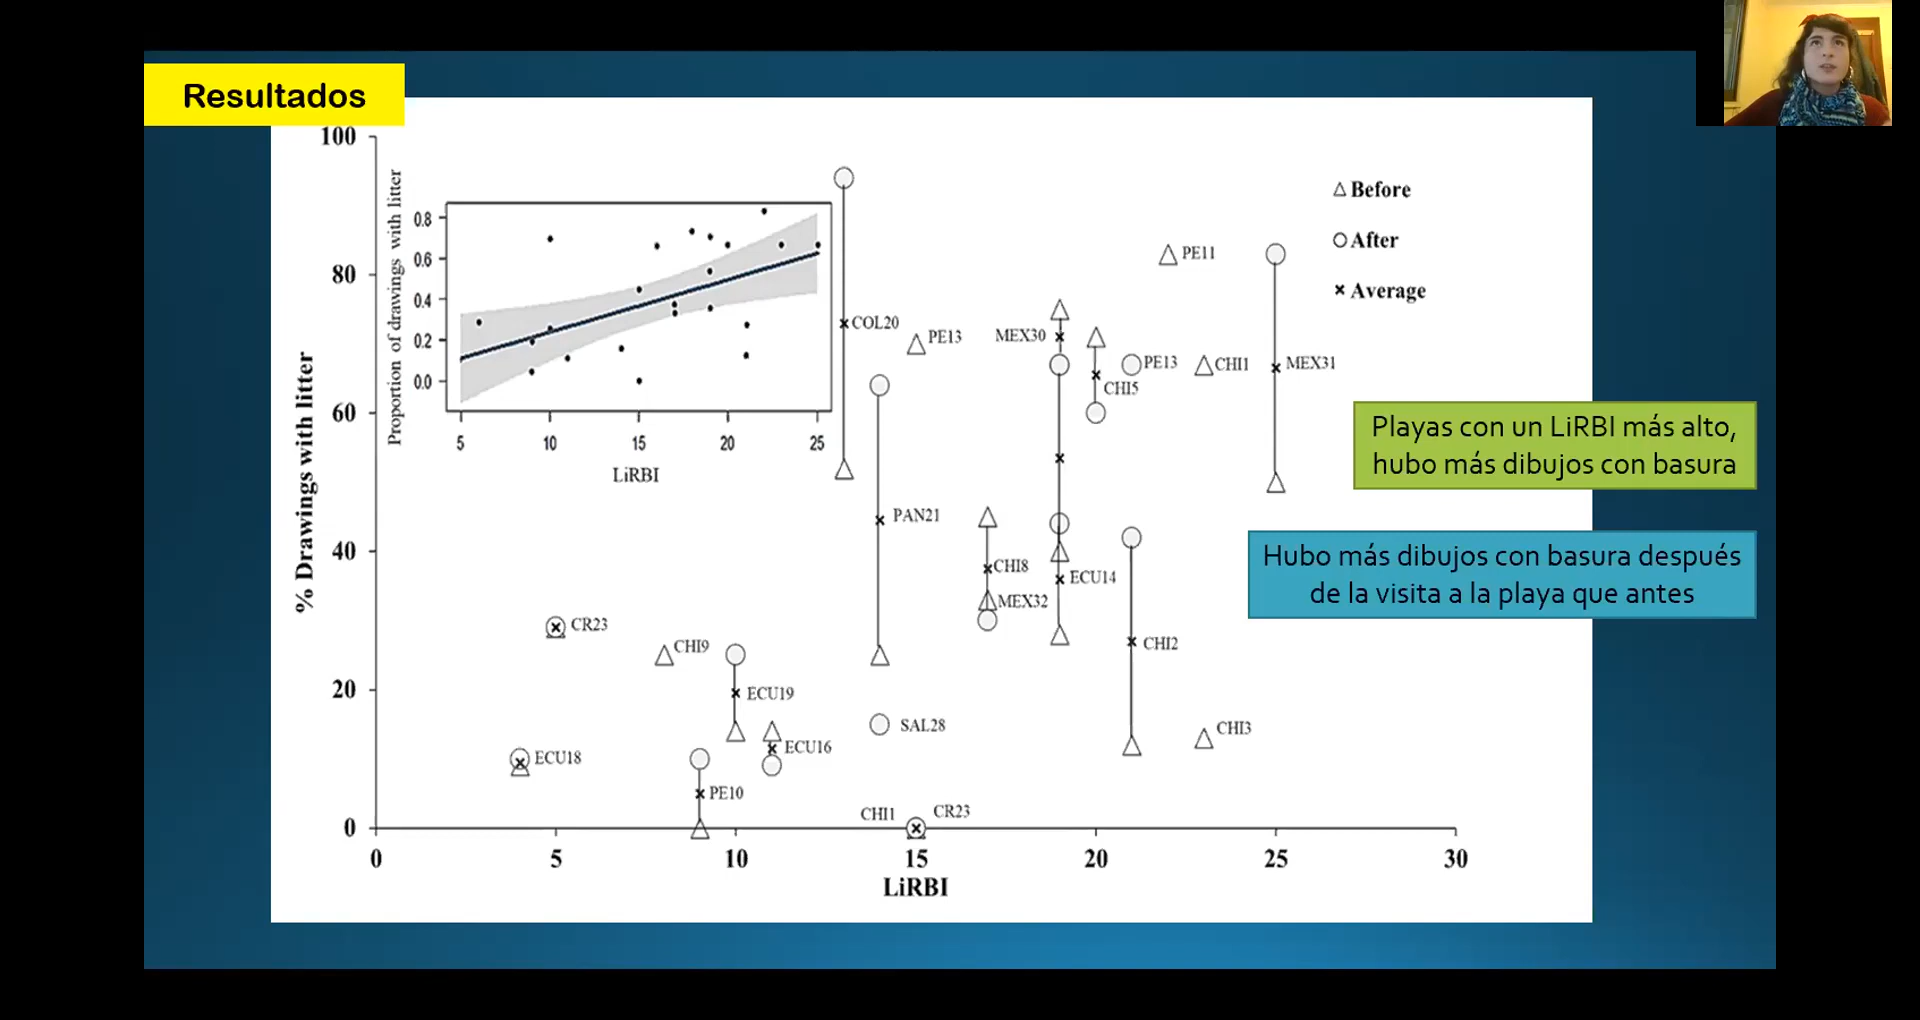 Resultados
100
80
60
40
20
0
% Drawings with litter
0
5
10
15
20
25
30
LiRBI
Proportion of drawings with litter
0.8
0.6
0.4
0.2
0.0
5
10
15
20
25
LiRBI
Before
After
Average
COL20
PE13
PE11
MEX30
CHI5
PE13
CHI1
MEX31
PAN21
CHI8
MEX32
ECU14
CR23
CHI9
ECU19
CHI2
SAL28
ECU16
CHI3
ECU18
PE10
CHI1
CR23
Playas con un LiRBI más alto,
hubo más dibujos con basura
Hubo más dibujos con basura después
de la visita a la playa que antes